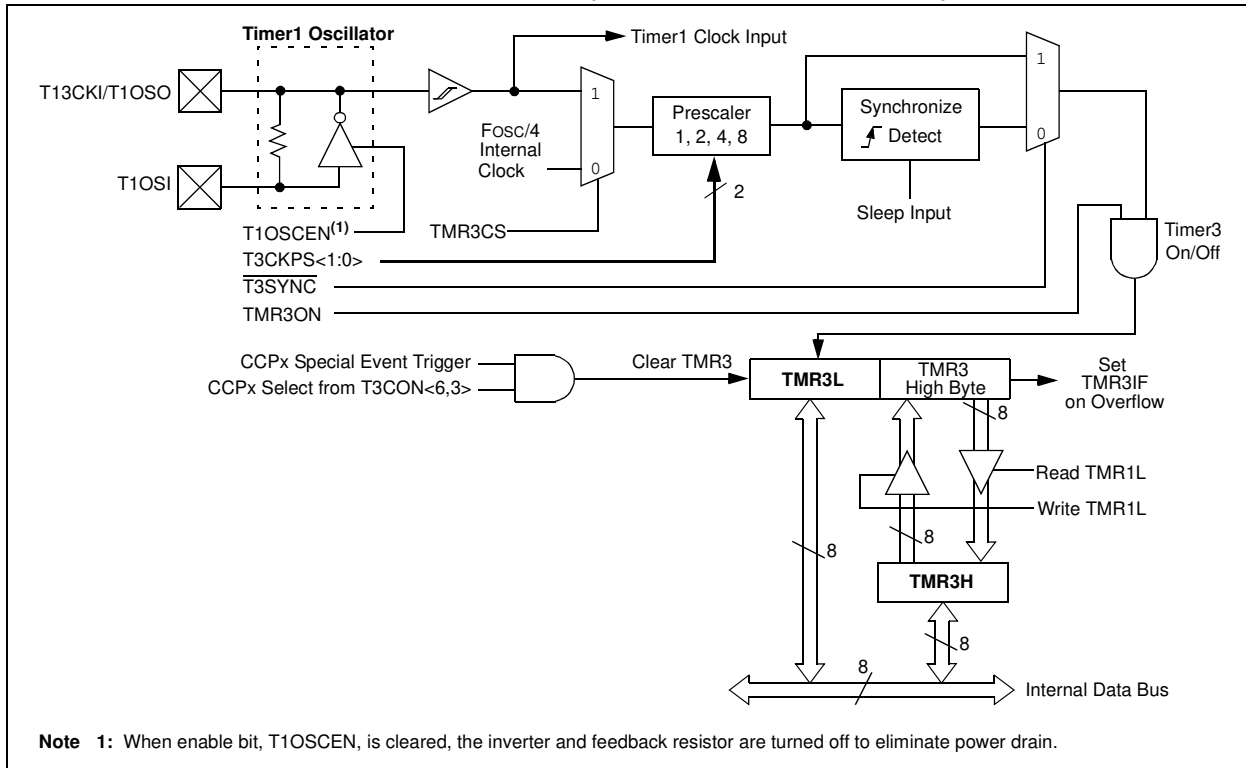 Timer1 Oscillator
Timer1 Clock Input
T13CKI/T1OSO
1
FOSC/4
Internal
Clock
0
Prescaler
1, 2, 4, 8
Synchronize
Detect
1
0
T1OSI
2
Sleep Input
T1OSCEN(1)
TMR3CS
T3CKPS<1:0>
T3SYNC
TMR3ON
Timer3
On/Off
CCPx Special Event Trigger
CCPx Select from T3CON<6,3>
Clear TMR3
TMR3L
TMR3
High Byte
Set
TMR3IF
on Overflow
8
Read TMR1L
Write TMR1L
8
8
TMR3H
8
8
Internal Data Bus
Note 1: When enable bit, T1OSCEN, is cleared, the inverter and feedback resistor are turned off to eliminate power drain.